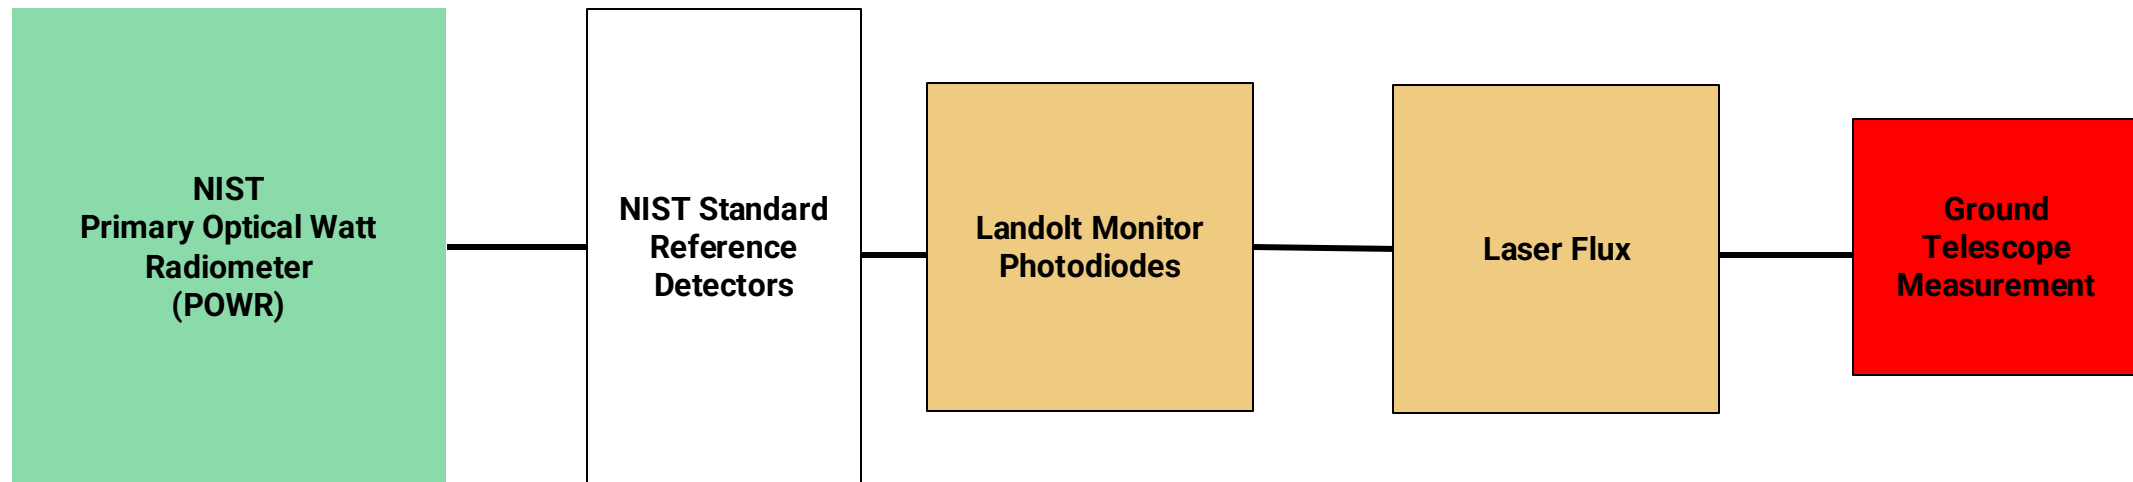 NIST
Primary Optical Watt
Radiometer
(POWR)
NIST Standard
Reference
Detectors
Landolt Monitor
Photodiodes
Laser Flux
Ground
Telescope
Measurement